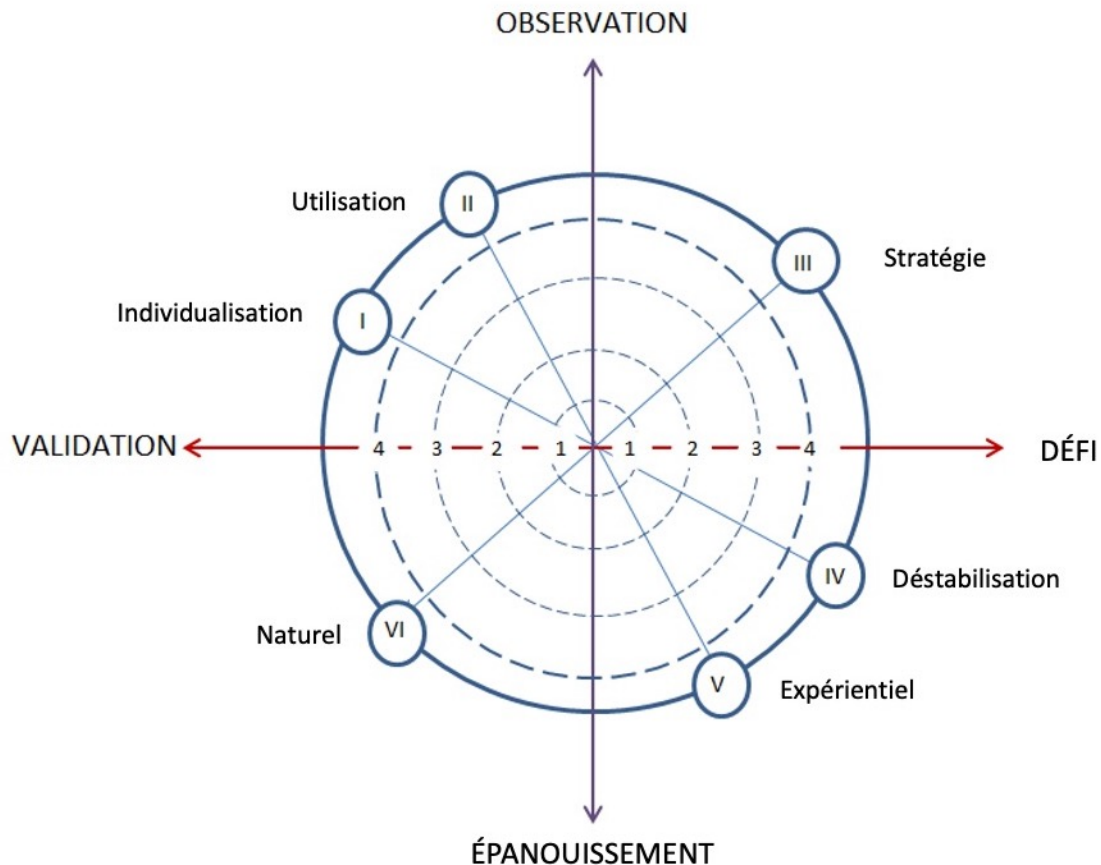 OBSERVATION
Utilisation
II
III
Stratégie
Individualisation
I
VALIDATION
4 3 2 1 1 2 3 4
DÉFI
IV
Déstabilisation
Naturel
VI
V
Expérientiel
ÉPANOUISSEMENT